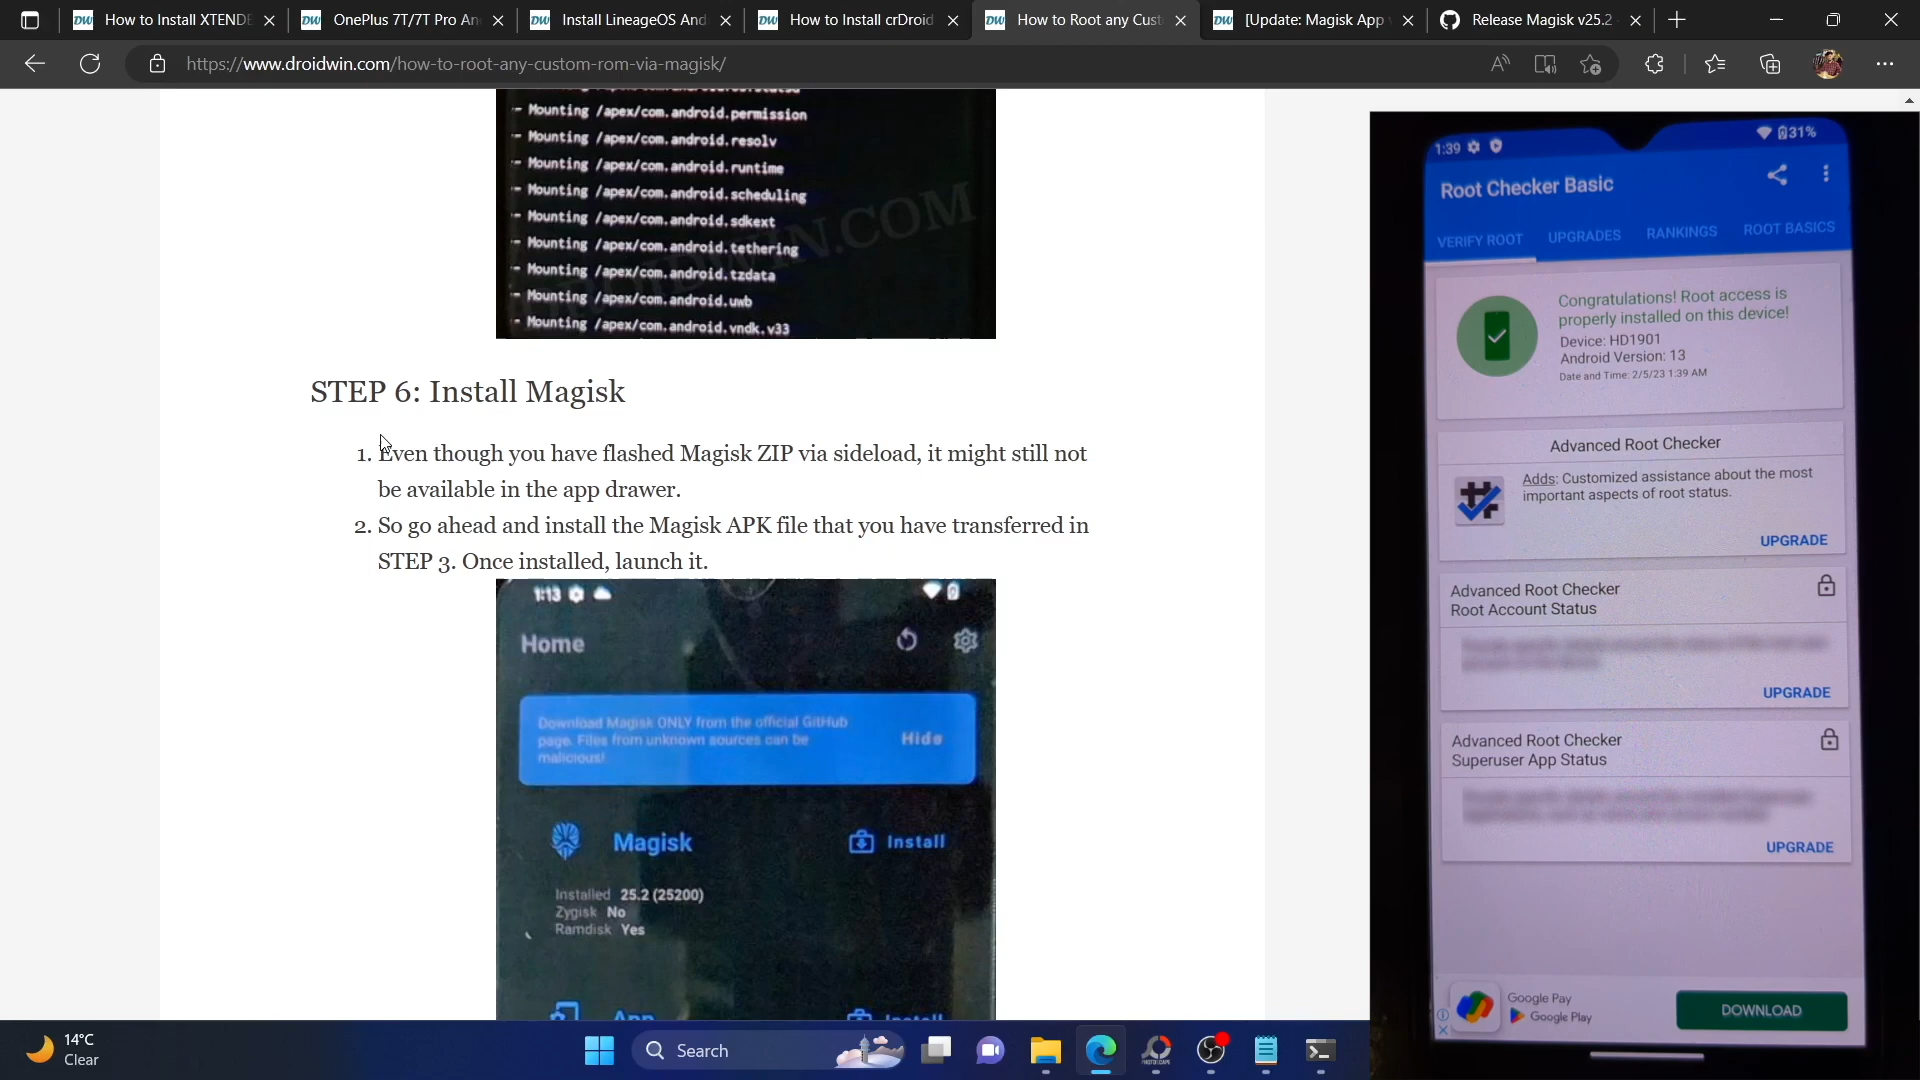 How to Install XTENDE
OnePlus 7T/7T Pro An
Install LineageOS And
How to Install crDroid
How to Root any Cust
[Update: Magisk App
Release Magisk v25.2
https://www.droidwin.com/how-to-root-any-custom-rom-via-magisk/
- Mounting /apex/com.android.permission
- Mounting /apex/com.android.resolv
- Mounting /apex/com.android.runtime
- Mounting /apex/com.android.scheduling
- Mounting /apex/com.android.sdkext
- Mounting /apex/com.android.tethering
- Mounting /apex/com.android.tzdata
- Mounting /apex/com.android.uwb
- Mounting /apex/com.android.vndk.v33
DROIDWIN.COM
STEP 6: Install Magisk
1. Even though you have flashed Magisk ZIP via sideload, it might still not
be available in the app drawer.
2. So go ahead and install the Magisk APK file that you have transferred in
STEP 3. Once installed, launch it.
1:13
Home
Download Magisk ONLY from the official GitHub
page. Files from unknown sources can be
malicious!
Hide
Magisk
Install
Installed 25.2 (25200)
Zygisk No
Ramdisk Yes
App
Install
1:39
31%
Root Checker Basic
VERIFY ROOT
UPGRADES
RANKINGS
ROOT BASICS
Congratulations! Root access is
properly installed on this device!
Device: HD1901
Android Version: 13
Date and Time: 2/5/23 1:39 AM
Advanced Root Checker
Adds: Customized assistance about the most
important aspects of root status.
UPGRADE
Advanced Root Checker
Root Account Status
UPGRADE
Advanced Root Checker
Superuser App Status
UPGRADE
Google Pay
Google Play
DOWNLOAD
14°C
Clear
Search